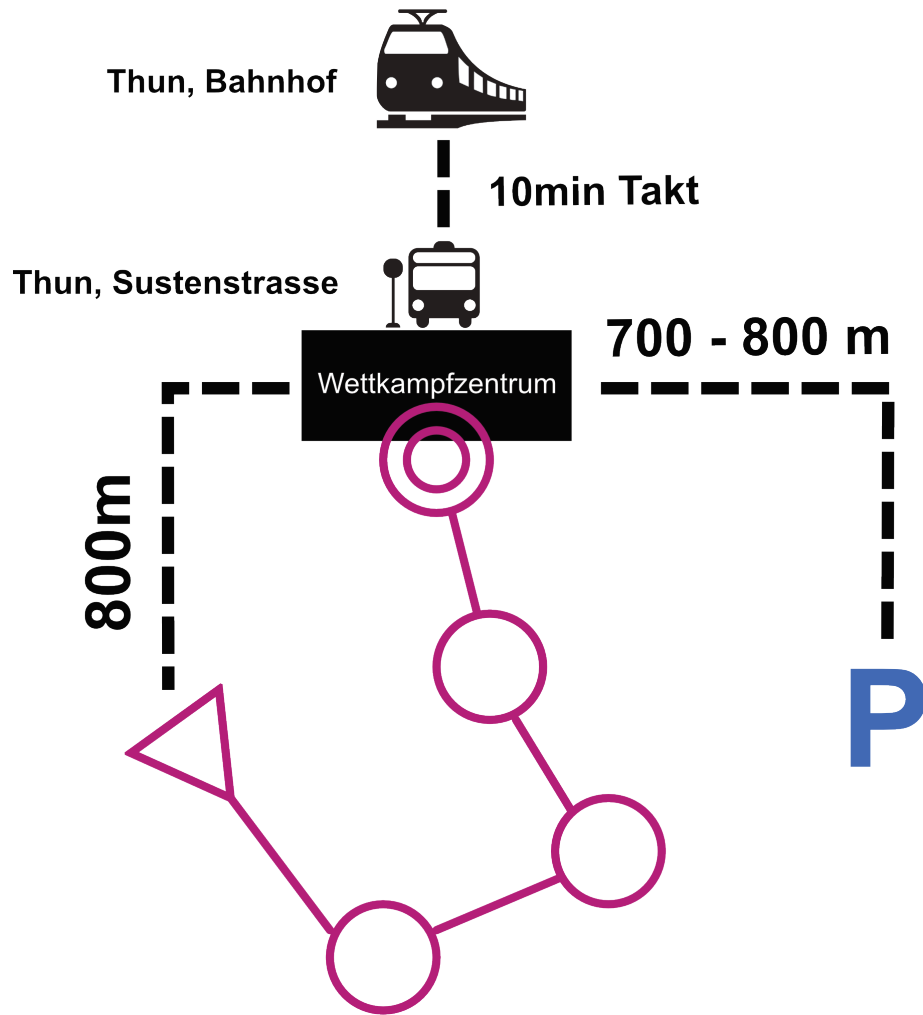 Thun, Bahnhof
10min Takt
Thun, Sustenstrasse
700 - 800 m
Wettkampfzentrum
800m
P